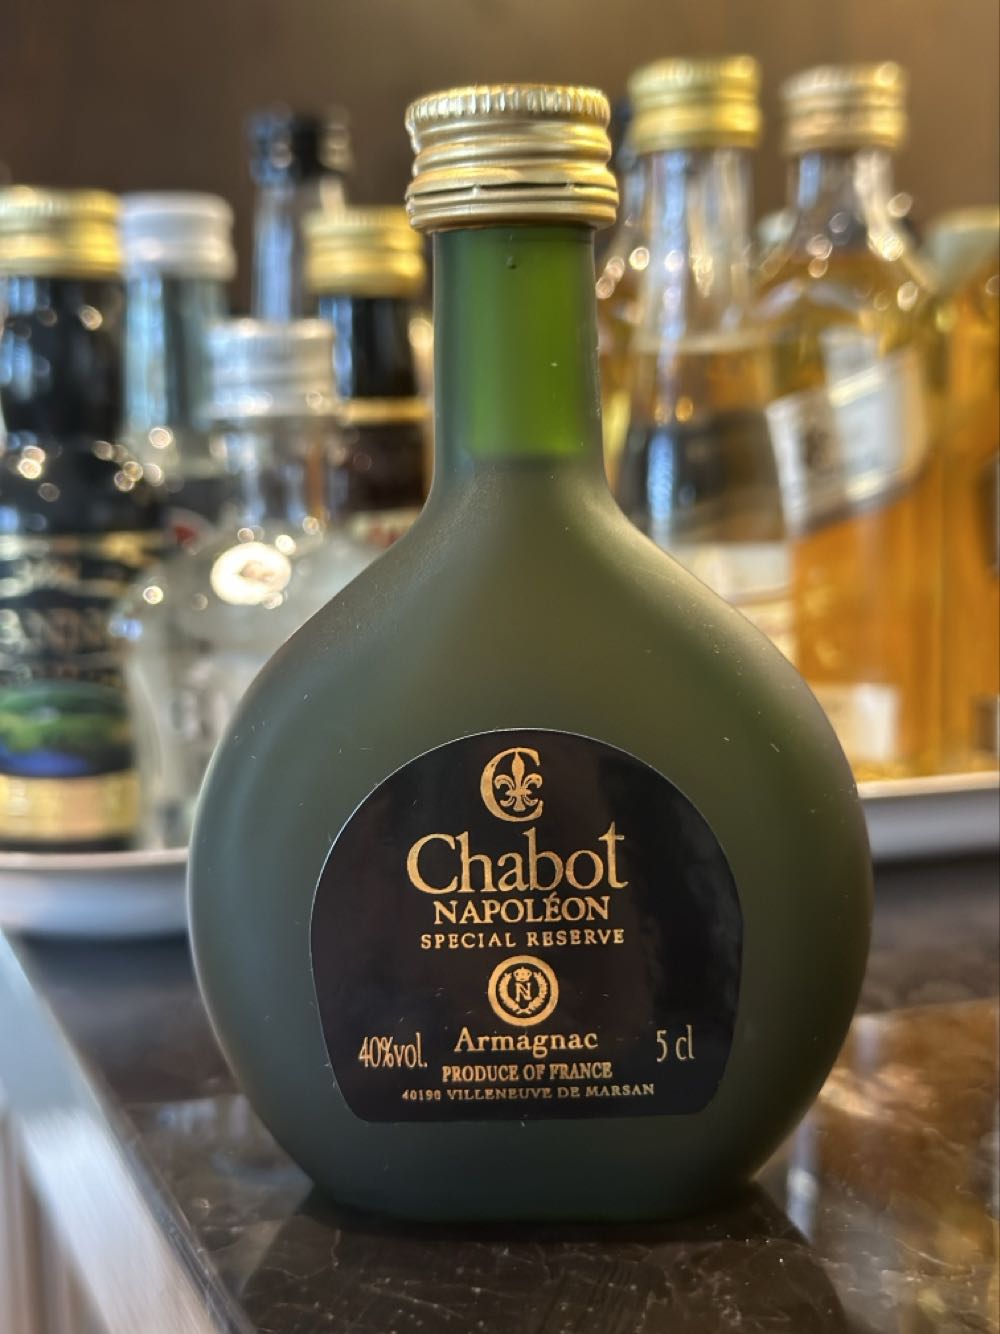 C
Chabot
NAPOLÉON
SPECIAL RESERVE
N
40%vol. Armagnac 5 cl
PRODUCE OF FRANCE
40190 VILLENEUVE DE MARSAN